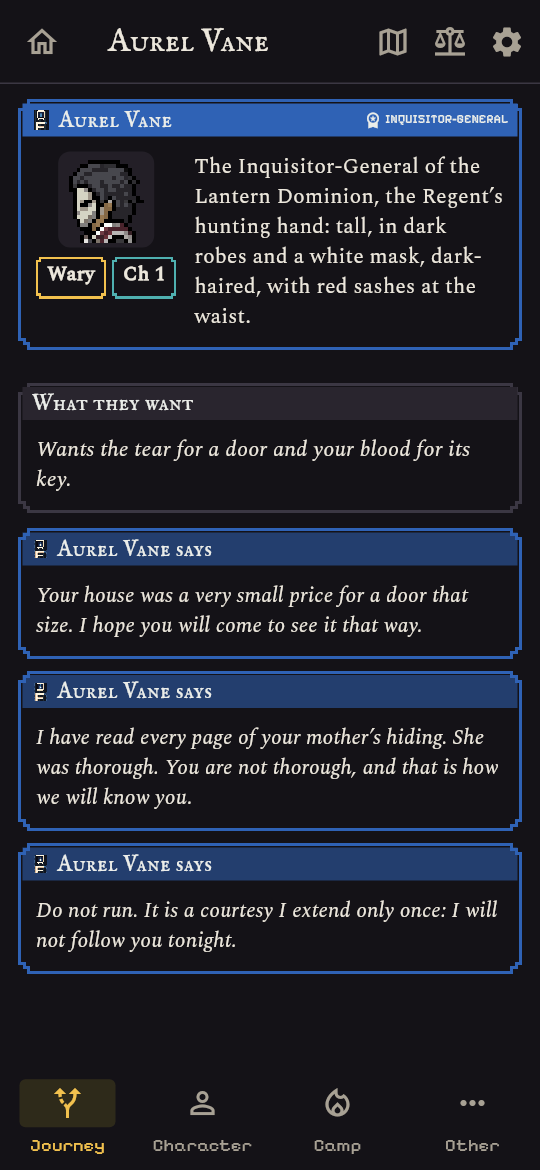 Aurel Vane
Aurel Vane
INQUISITOR-GENERAL
The Inquisitor-General of the
Lantern Dominion, the Regent's
hunting hand: tall, in dark
robes and a white mask, dark-
haired, with red sashes at the
waist.
Wary
Ch 1
What they want
Wants the tear for a door and your blood for its
key.
Aurel Vane says
Your house was a very small price for a door that
size. I hope you will come to see it that way.
Aurel Vane says
I have read every page of your mother's hiding. She
was thorough. You are not thorough, and that is how
we will know you.
Aurel Vane says
Do not run. It is a courtesy I extend only once: I will
not follow you tonight.
Journey
Character
Camp
Other